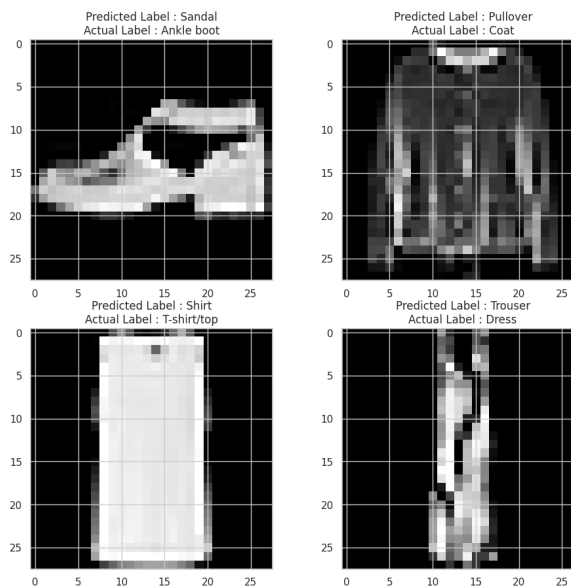 Predicted Label : Sandal
Actual Label : Ankle boot
0
5
10
15
20
25
0 5 10 15 20 25
Predicted Label : Pullover
Actual Label : Coat
0
5
10
15
20
25
0 5 10 15 20 25
Predicted Label : Shirt
Actual Label : T-shirt/top
0
5
10
15
20
25
0 5 10 15 20 25
Predicted Label : Trouser
Actual Label : Dress
0
5
10
15
20
25
0 5 10 15 20 25